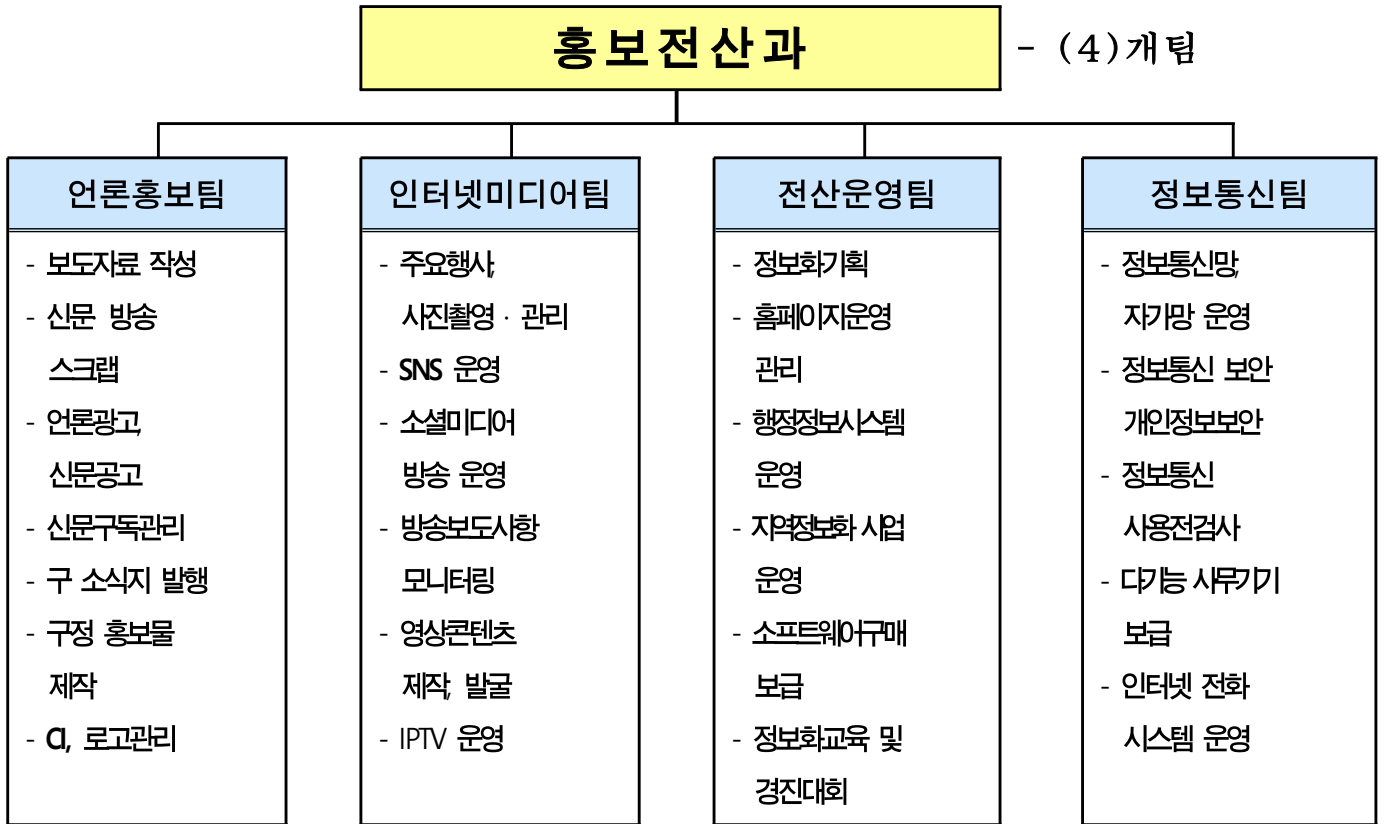 홍보전산과
- (4)개팀
언론홍보팀
- 보도자료 작성
- 신문 방송
스크랩
- 언론광고,
신문공고
- 신문구독관리
- 구 소식지 발행
- 구정 홍보물
제작
- CI, 로고관리
인터넷미디어팀
- 주요행사,
사진촬영 · 관리
- SNS 운영
- 소셜미디어
방송 운영
- 방송보도사항
모니터링
- 영상콘텐츠
제작, 발굴
- IPTV 운영
전산운영팀
- 정보화기획
- 홈페이지운영
관리
- 행정정보시스템
운영
- 지역정보화 사업
운영
- 소프트웨어구매
보급
- 정보화교육 및
경진대회
정보통신팀
- 정보통신망,
자가망 운영
- 정보통신 보안
개인정보보안
- 정보통신
사용전검사
- 다기능 사무기기
보급
- 인터넷 전화
시스템 운영